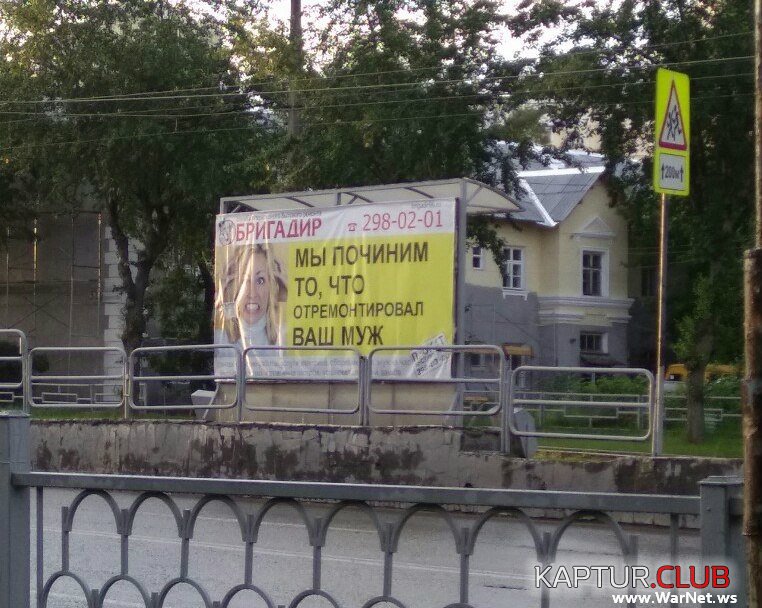 БРИГАДИР
298-02-01
МЫ ПОЧИНИМ
ТО, ЧТО
ОТРЕМОНТИРОВАЛ
ВАШ МУЖ
200м
KAPTUR.CLUB
www.WarNet.ws